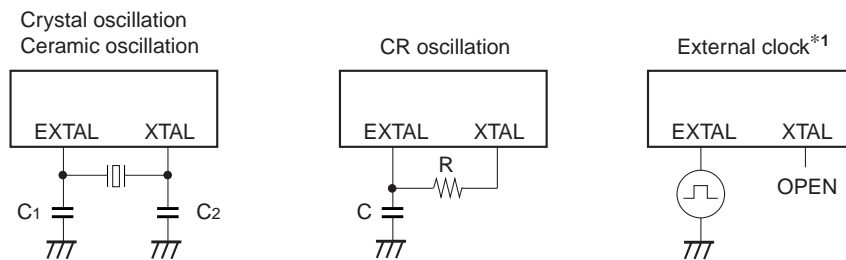 Crystal oscillation
Ceramic oscillation
EXTAL XTAL
C1 C2
CR oscillation
EXTAL XTAL
R
C
External clock*1
EXTAL XTAL
OPEN